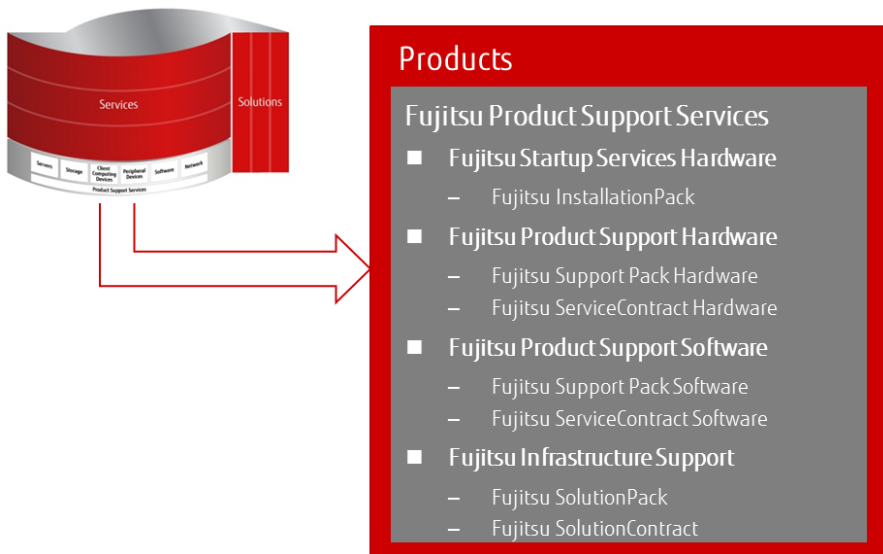 Services
Solutions
Servers
Storage
Client
Computing
Devices
Peripheral
Devices
Software
Network
Product Support Services
Products
Fujitsu Product Support Services
■ Fujitsu Startup Services Hardware
– Fujitsu InstallationPack
■ Fujitsu Product Support Hardware
– Fujitsu Support Pack Hardware
– Fujitsu ServiceContract Hardware
■ Fujitsu Product Support Software
– Fujitsu Support Pack Software
– Fujitsu ServiceContract Software
■ Fujitsu Infrastructure Support
– Fujitsu SolutionPack
– Fujitsu SolutionContract